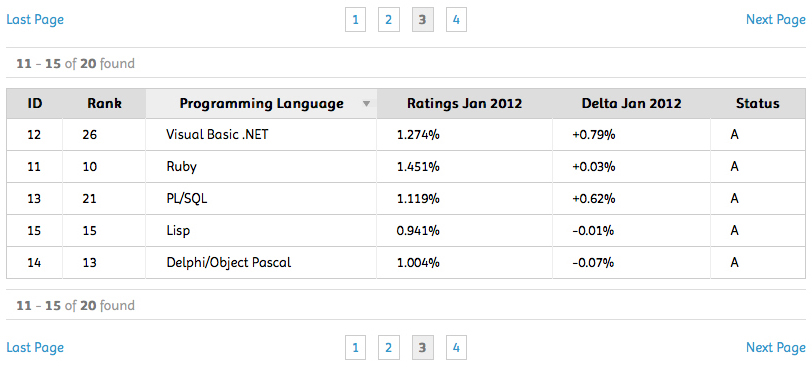 Last Page 1 2 3 4 Next Page
11 - 15 of 20 found
ID Rank Programming Language Ratings Jan 2012 Delta Jan 2012 Status
12 26 Visual Basic .NET 1.274% +0.79% A
11 10 Ruby 1.451% +0.03% A
13 21 PL/SQL 1.119% +0.62% A
15 15 Lisp 0.941% -0.01% A
14 13 Delphi/Object Pascal 1.004% -0.07% A
11 - 15 of 20 found
Last Page 1 2 3 4 Next Page